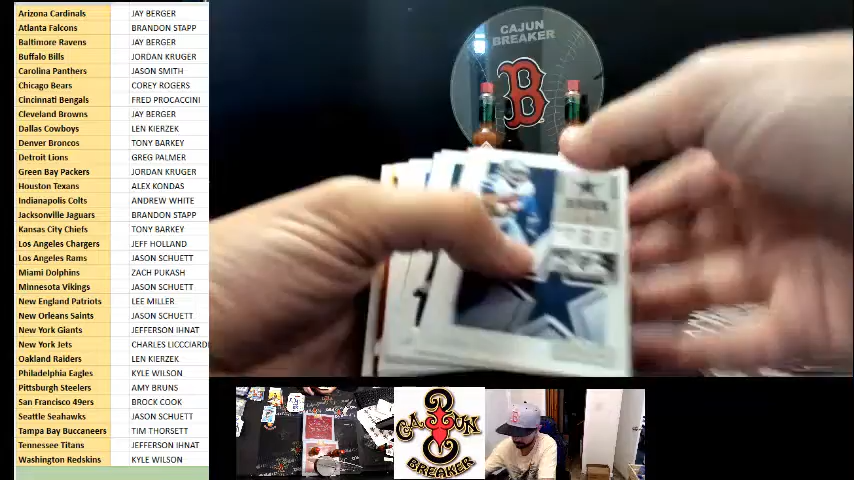 Arizona Cardinals JAY BERGER
Atlanta Falcons BRANDON STAPP
Baltimore Ravens JAY BERGER
Buffalo Bills JORDAN KRUGER
Carolina Panthers JASON SMITH
Chicago Bears COREY ROGERS
Cincinnati Bengals FRED PROCACCINI
Cleveland Browns JAY BERGER
Dallas Cowboys LEN KIERZEK
Denver Broncos TONY BARKEY
Detroit Lions GREG PALMER
Green Bay Packers JORDAN KRUGER
Houston Texans ALEX KONDAS
Indianapolis Colts ANDREW WHITE
Jacksonville Jaguars BRANDON STAPP
Kansas City Chiefs TONY BARKEY
Los Angeles Chargers JEFF HOLLAND
Los Angeles Rams JASON SCHUETT
Miami Dolphins ZACH PUKASH
Minnesota Vikings JASON SCHUETT
New England Patriots LEE MILLER
New Orleans Saints JASON SCHUETT
New York Giants JEFFERSON IHNAT
New York Jets CHARLES LICCCIARDI
Oakland Raiders LEN KIERZEK
Philadelphia Eagles KYLE WILSON
Pittsburgh Steelers AMY BRUNS
San Francisco 49ers BROCK COOK
Seattle Seahawks JASON SCHUETT
Tampa Bay Buccaneers TIM THORSETT
Tennessee Titans JEFFERSON IHNAT
Washington Redskins KYLE WILSON
CAJUN
BREAKER
B
CAJUN
BREAKER